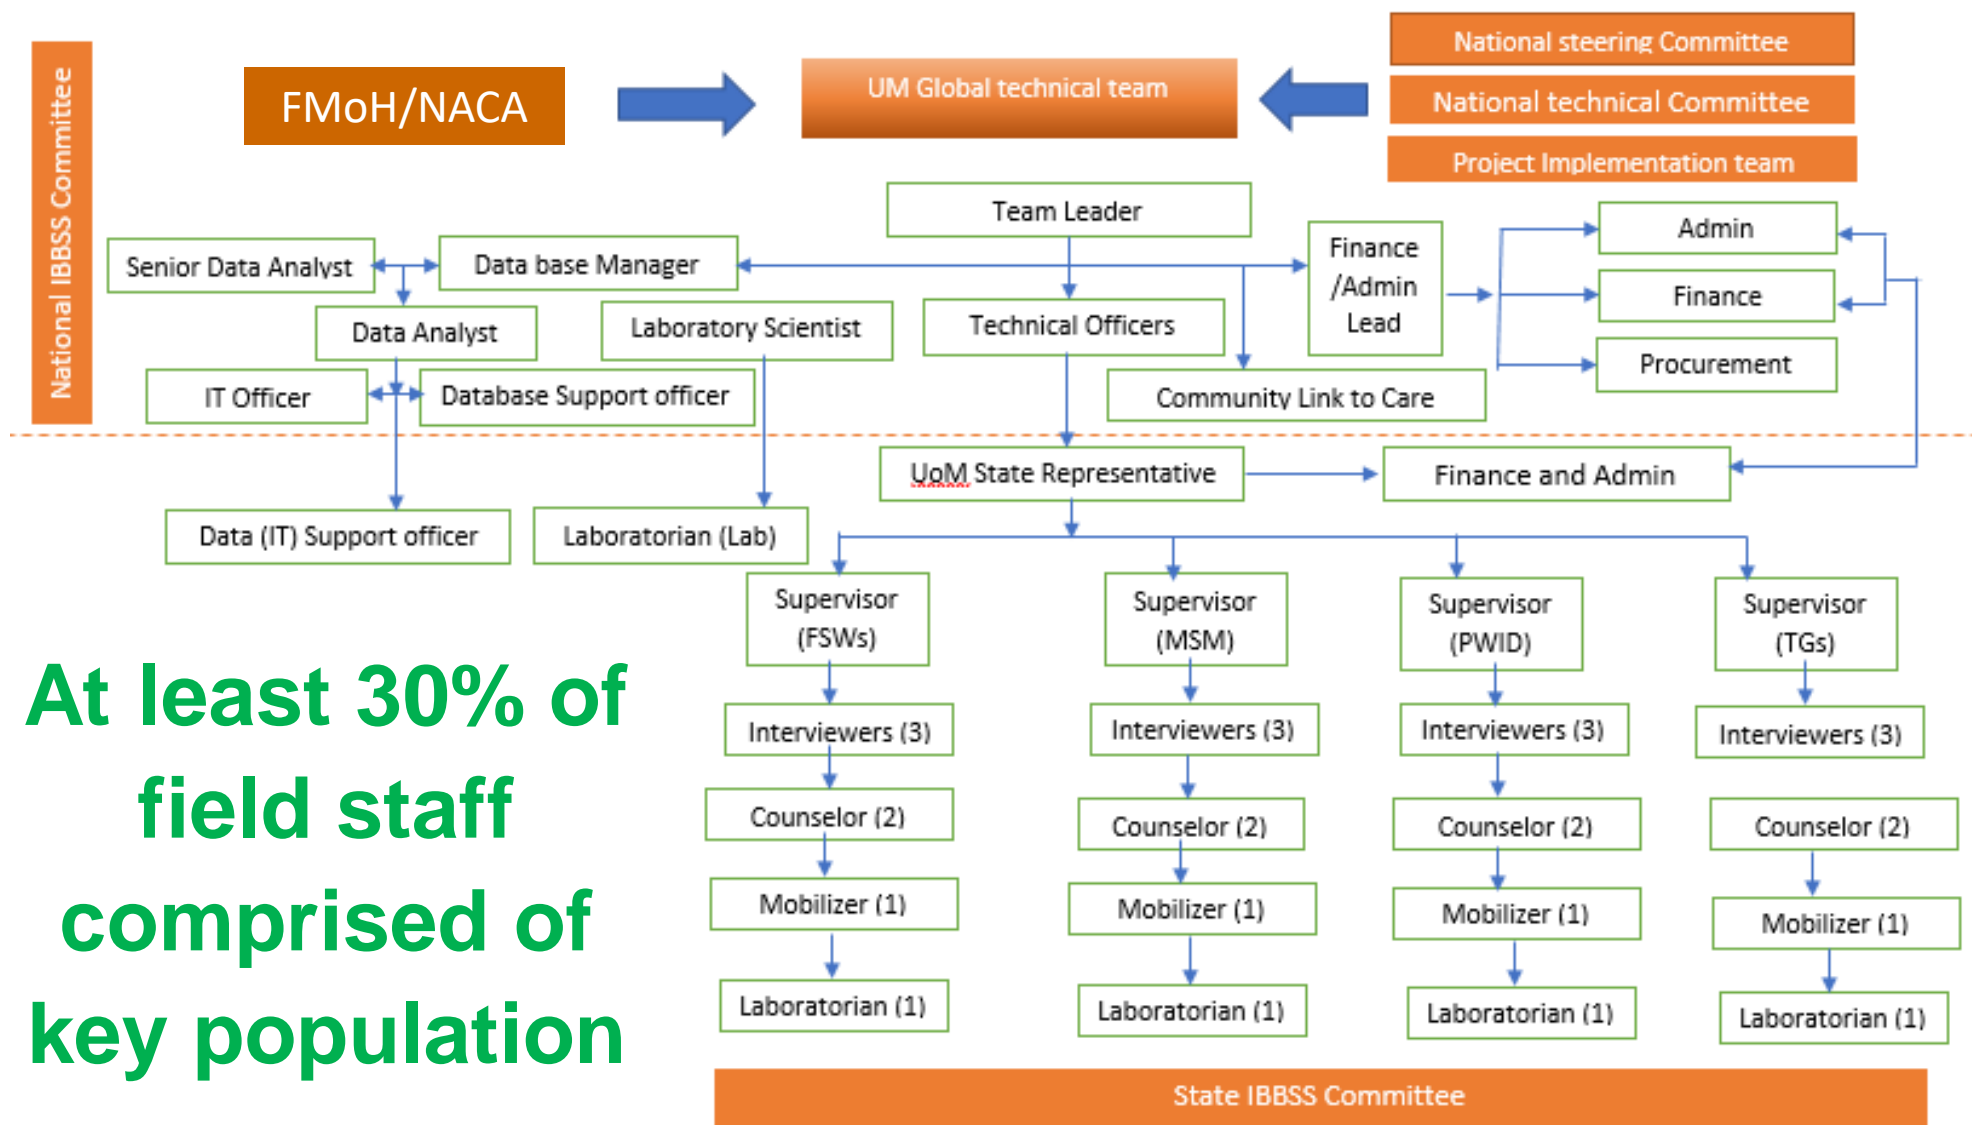 National IBBSS Committee
FMoH/NACA
UM Global technical team
National steering Committee
National technical Committee
Project Implementation team
Team Leader
Senior Data Analyst
Data base Manager
Finance
/Admin
Lead
Admin
Finance
Procurement
Data Analyst
Laboratory Scientist
Technical Officers
IT Officer
Database Support officer
Community Link to Care
UoM State Representative
Finance and Admin
Data (IT) Support officer
Laboratorian (Lab)
Supervisor
(FSWs)
Supervisor
(MSM)
Supervisor
(PWID)
Supervisor
(TGs)
Interviewers (3)
Interviewers (3)
Interviewers (3)
Interviewers (3)
Counselor (2)
Counselor (2)
Counselor (2)
Counselor (2)
Mobilizer (1)
Mobilizer (1)
Mobilizer (1)
Mobilizer (1)
Laboratorian (1)
Laboratorian (1)
Laboratorian (1)
Laboratorian (1)
At least 30% of
field staff
comprised of
key population
State IBBSS Committee